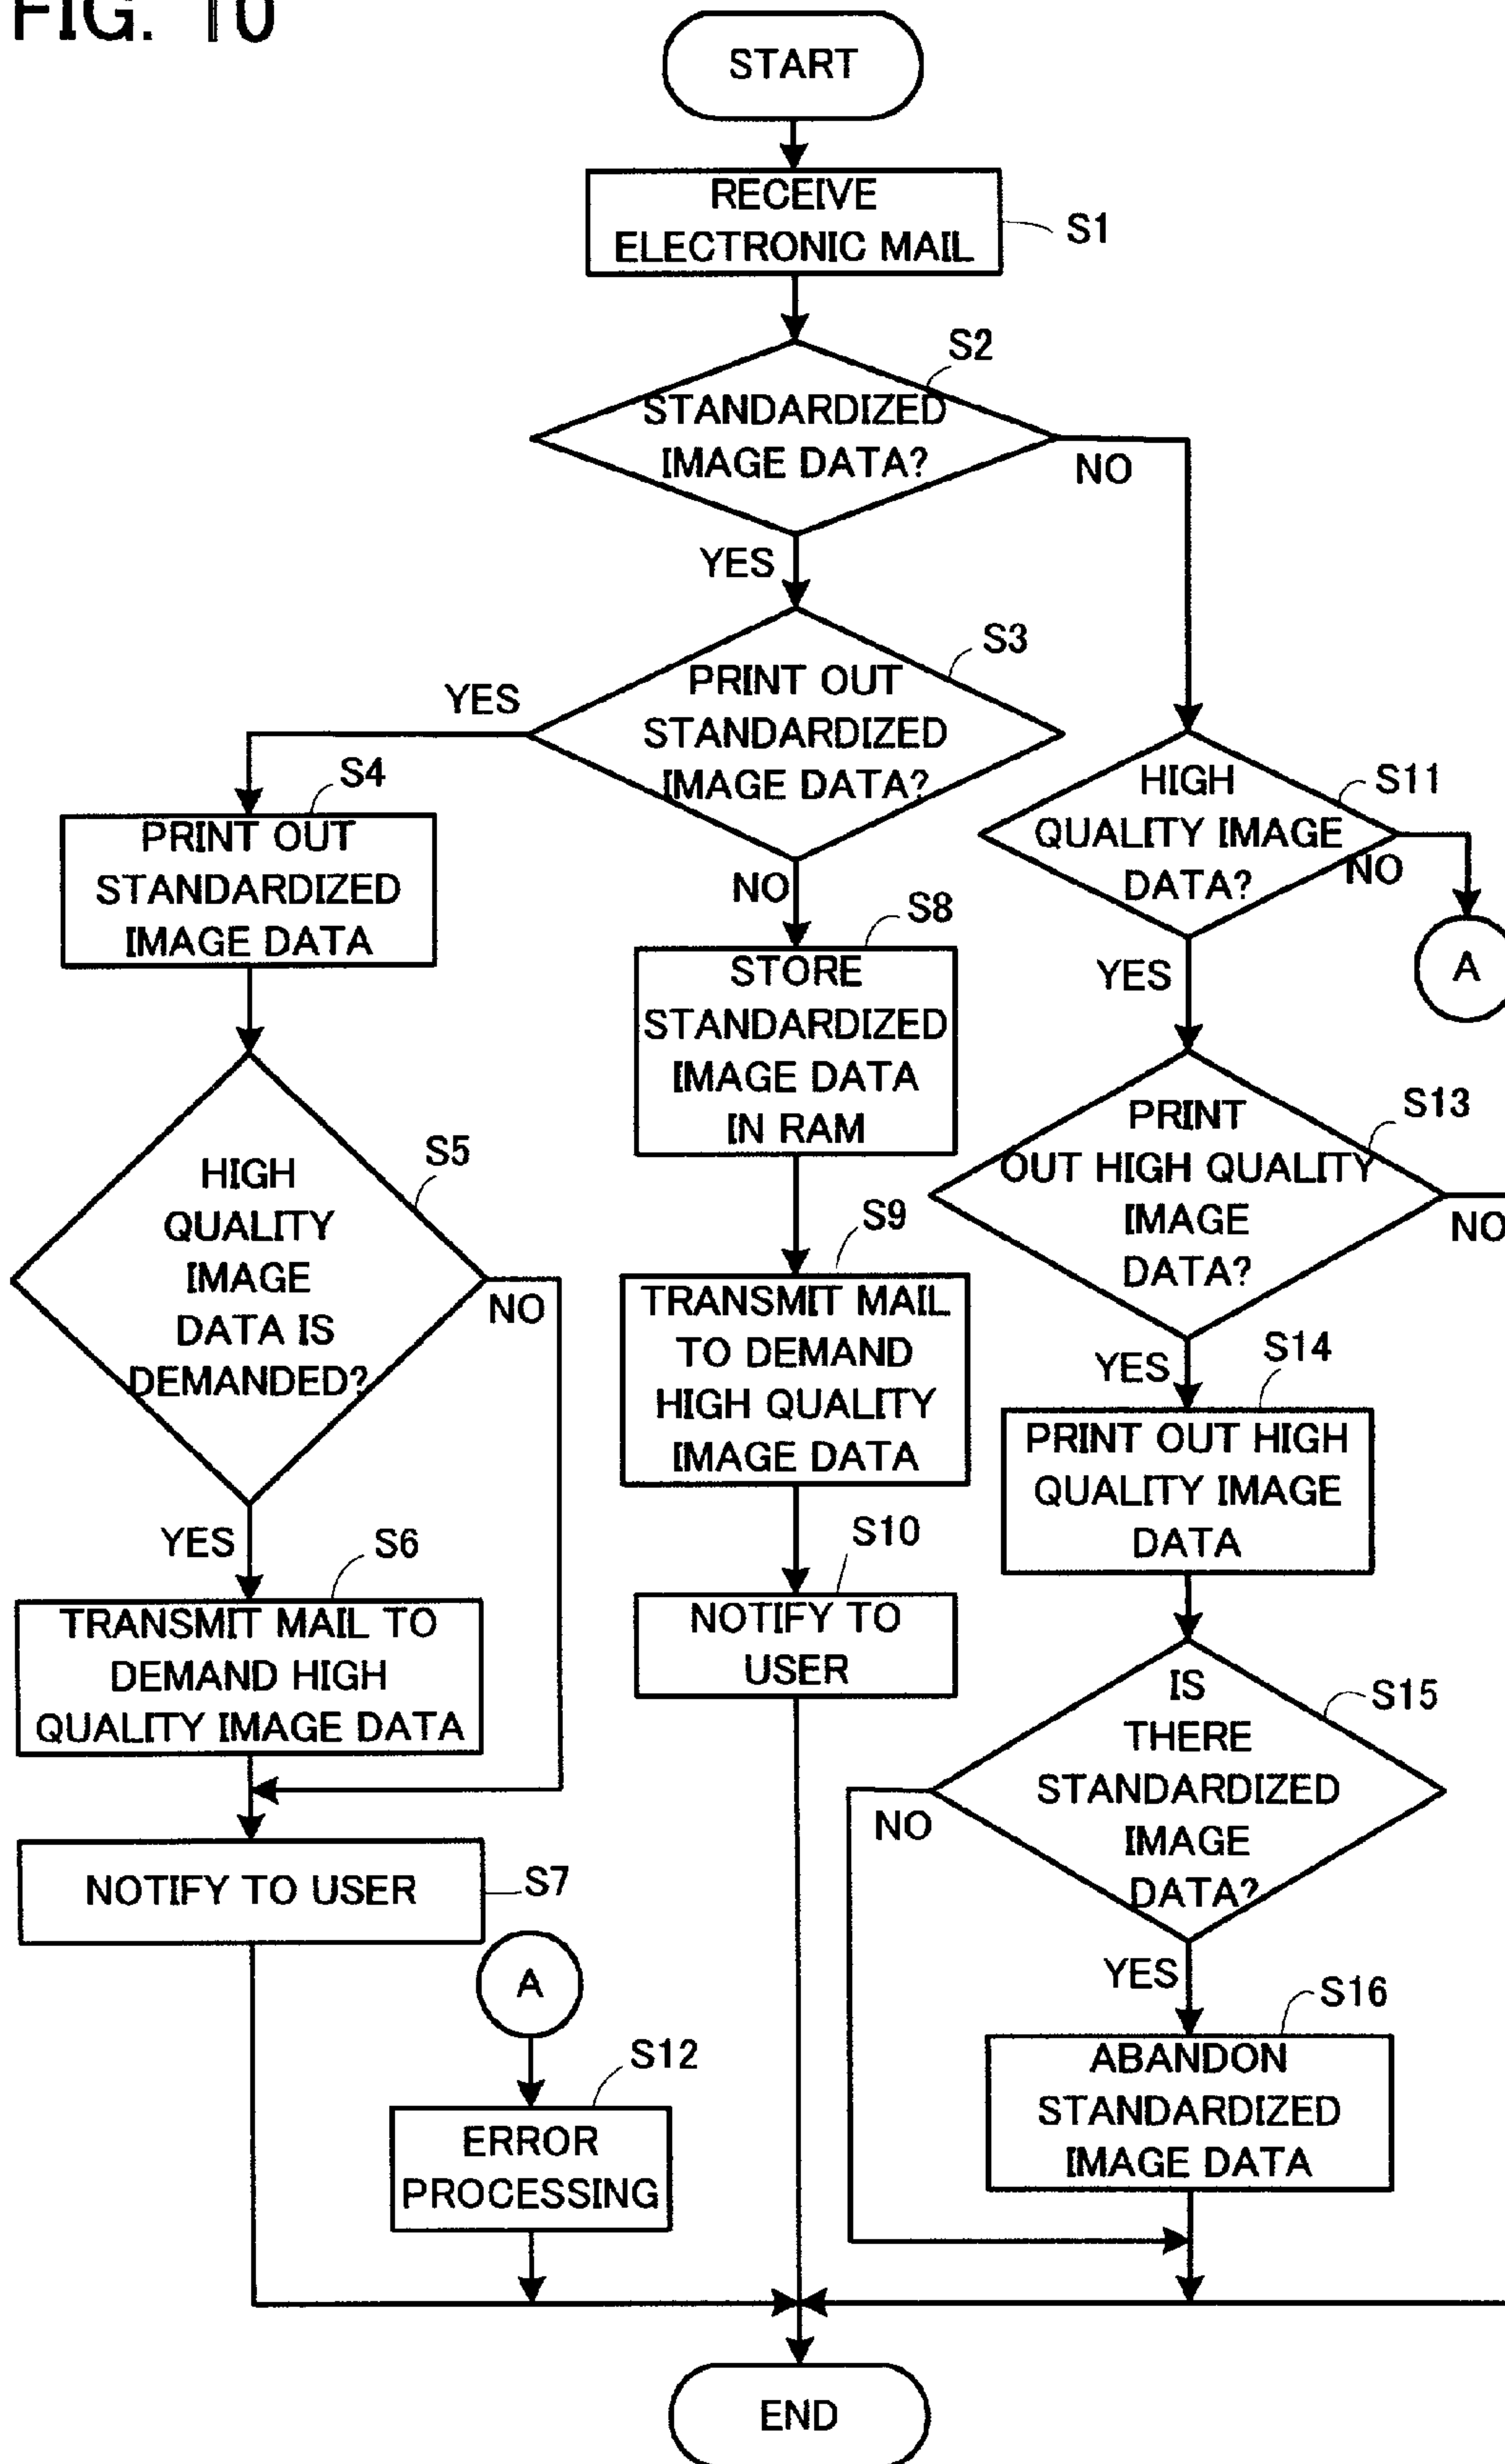 FIG. 10
START
RECEIVE
ELECTRONIC MAIL
S1
S2
STANDARDIZED
IMAGE DATA?
NO
YES
S3
PRINT OUT
STANDARDIZED
IMAGE DATA?
YES
NO
S4
PRINT OUT
STANDARDIZED
IMAGE DATA
S5
HIGH
QUALITY
IMAGE
DATA IS
DEMANDED?
NO
YES
S6
TRANSMIT MAIL TO
DEMAND HIGH
QUALITY IMAGE DATA
NOTIFY TO USER
S7
S8
STORE
STANDARDIZED
IMAGE DATA
IN RAM
S9
TRANSMIT MAIL
TO DEMAND
HIGH QUALITY
IMAGE DATA
S10
NOTIFY TO
USER
S11
HIGH
QUALITY IMAGE
DATA?
NO
A
YES
S13
PRINT
OUT HIGH QUALITY
IMAGE
DATA?
NO
YES
S14
PRINT OUT HIGH
QUALITY IMAGE
DATA
S15
IS
THERE
STANDARDIZED
IMAGE
DATA?
NO
YES
S16
ABANDON
STANDARDIZED
IMAGE DATA
A
S12
ERROR
PROCESSING
END